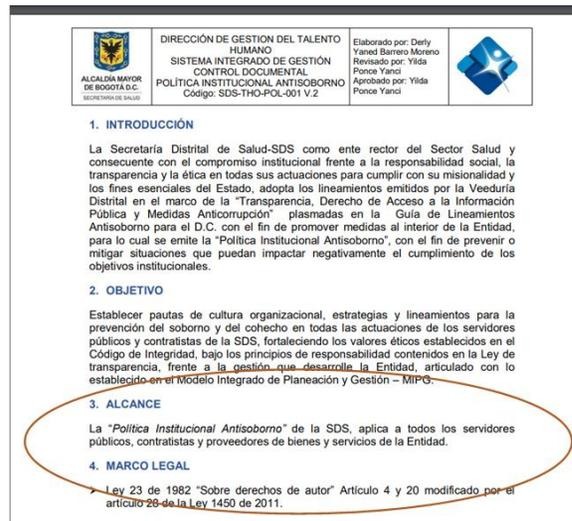 ALCALDÍA MAYOR
DE BOGOTÁ D.C.
SECRETARÍA DE SALUD
DIRECCIÓN DE GESTION DEL TALENTO
HUMANO
SISTEMA INTEGRADO DE GESTIÓN
CONTROL DOCUMENTAL
POLÍTICA INSTITUCIONAL ANTISOBORNO
Código: SDS-THO-POL-001 V.2
Elaborado por: Derly
Yaned Barrero Moreno
Revisado por: Yilda
Ponce Yanci
Aprobado por: Yilda
Ponce Yanci
1. INTRODUCCIÓN
La Secretaría Distrital de Salud-SDS como ente rector del Sector Salud y
consecuente con el compromiso institucional frente a la responsabilidad social, la
transparencia y la ética en todas sus actuaciones para cumplir con su misionalidad y
los fines esenciales del Estado, adopta los lineamientos emitidos por la Veeduría
Distrital en el marco de la “Transparencia, Derecho de Acceso a la Información
Pública y Medidas Anticorrupción” plasmadas en la Guía de Lineamientos
Antisoborno para el D.C. con el fin de promover medidas al interior de la Entidad,
para lo cual se emite la “Política Institucional Antisoborno”, con el fin de prevenir o
mitigar situaciones que puedan impactar negativamente el cumplimiento de los
objetivos institucionales.
2. OBJETIVO
Establecer pautas de cultura organizacional, estrategias y lineamientos para la
prevención del soborno y del cohecho en todas las actuaciones de los servidores
públicos y contratistas de la SDS, fortaleciendo los valores éticos establecidos en el
Código de Integridad, bajo los principios de responsabilidad contenidos en la Ley de
transparencia, frente a la gestión que desarrolle la Entidad, articulado con lo
establecido en el Modelo Integrado de Planeación y Gestión – MIPG.
3. ALCANCE
La “Política Institucional Antisoborno” de la SDS, aplica a todos los servidores
públicos, contratistas y proveedores de bienes y servicios de la Entidad.
4. MARCO LEGAL
➤ Ley 23 de 1982 “Sobre derechos de autor” Artículo 4 y 20 modificado por el
artículo 28 de la Ley 1450 de 2011.